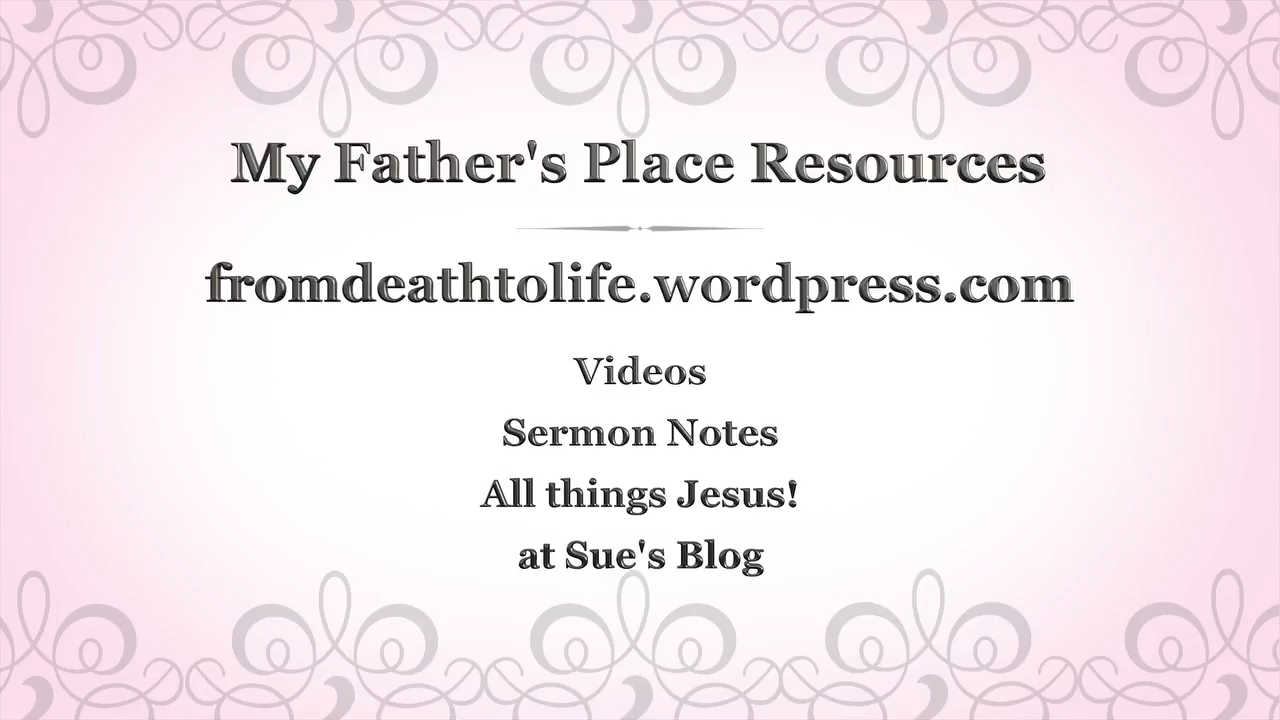 My Father's Place Resources
fromdeathtolife.wordpress.com
Videos
Sermon Notes
All things Jesus!
at Sue's Blog